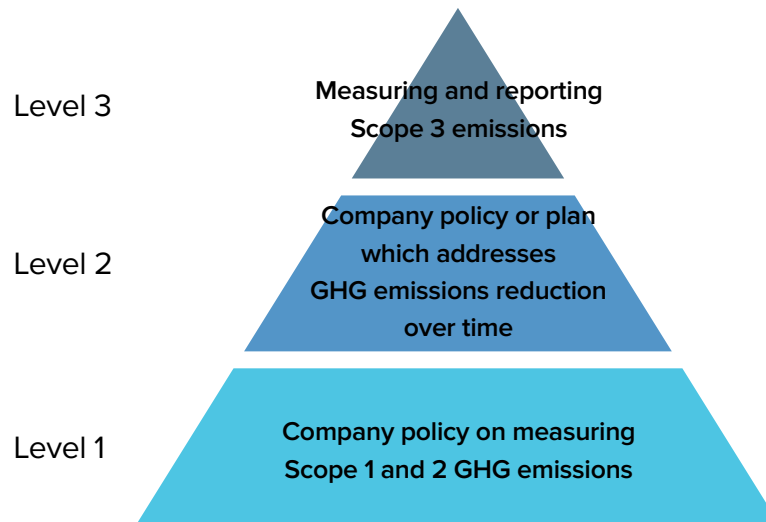 Level 3
Measuring and reporting
Scope 3 emissions
Level 2
Company policy or plan
which addresses
GHG emissions reduction
over time
Level 1
Company policy on measuring
Scope 1 and 2 GHG emissions